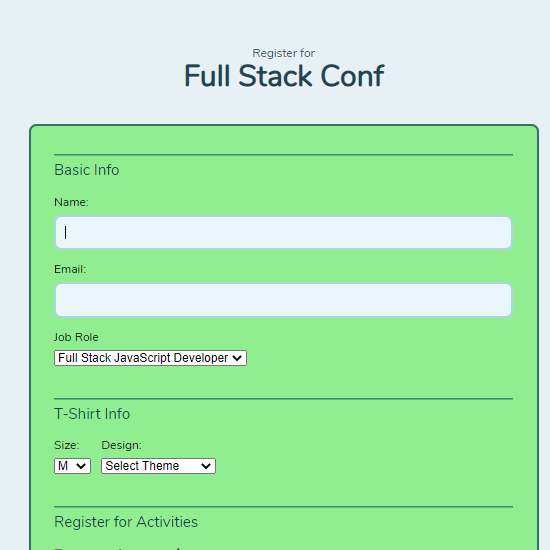 Register for
Full Stack Conf
Basic Info
Name:
Email:
Job Role
Full Stack JavaScript Developer
T-Shirt Info
Size: Design:
M Select Theme
Register for Activities